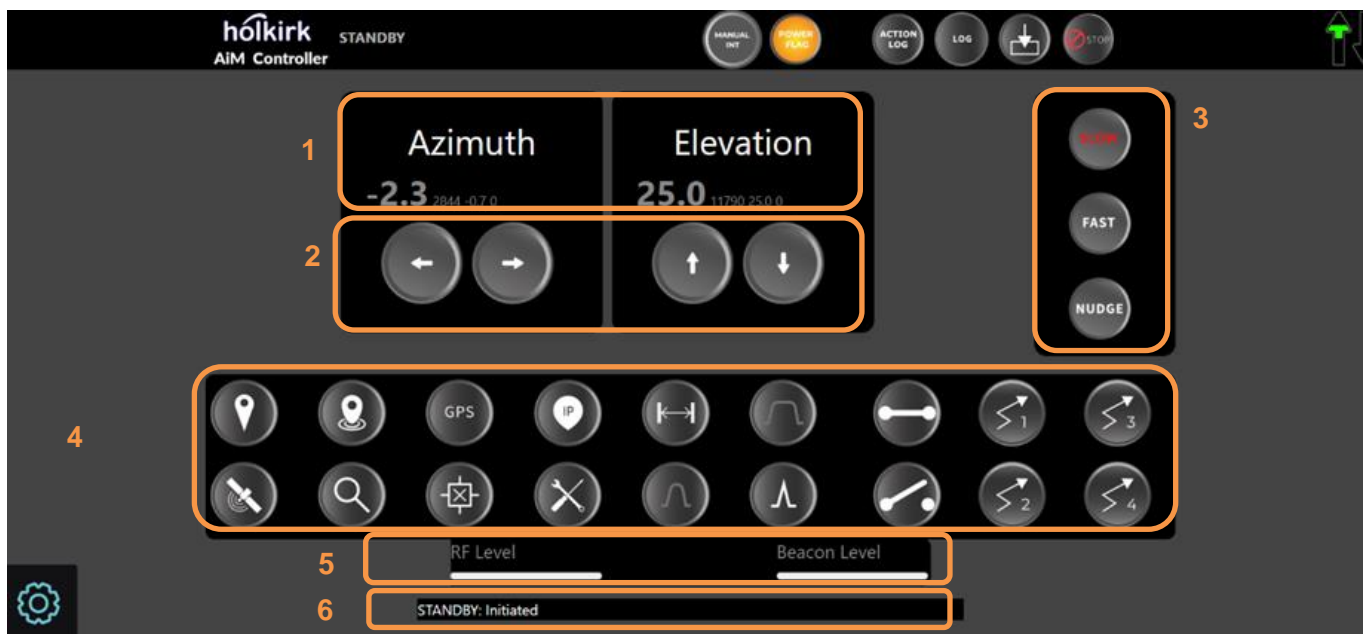 holkirk
AiM Controller
STANDBY
MANUAL INT
POWER FLAG
ACTION LOG
LOG
STOP
1
Azimuth
Elevation
3
-2.3 2844 -0.7 0
25.0 11790 25.0 0
2
FAST
NUDGE
4
GPS
IP
1
3
2
4
5
RF Level
Beacon Level
6
STANDBY: Initiated